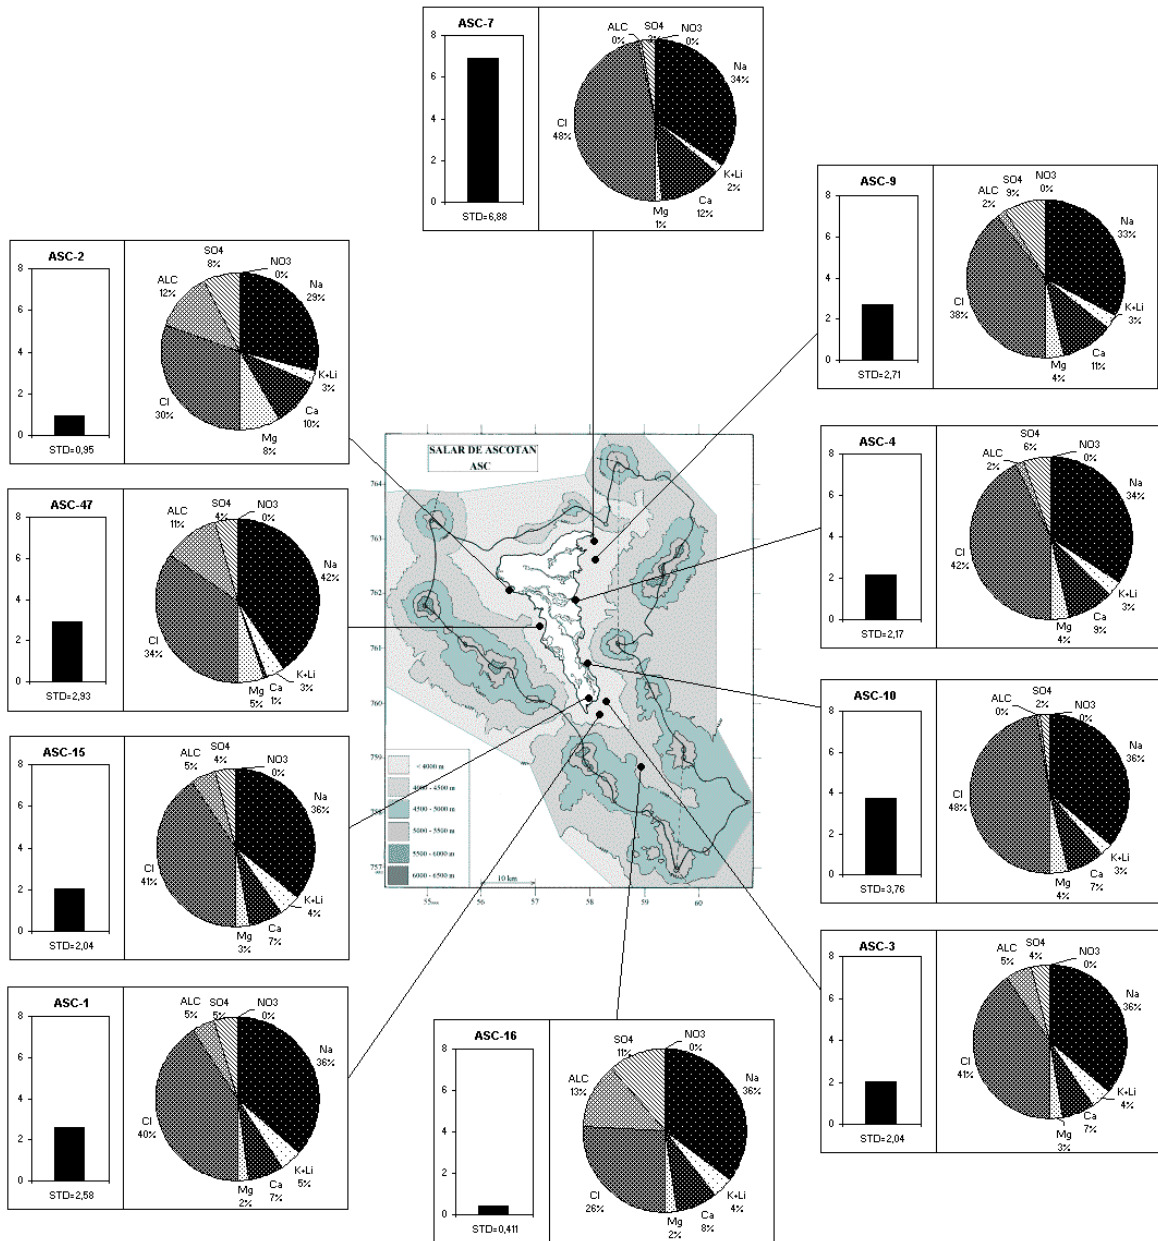 ASC-7
8
6
4
2
0
STD=6,88
ALC
0%
SO4
3%
NO3
0%
Na
34%
K+Li
2%
Ca
12%
Mg
1%
Cl
48%
ASC-9
8
6
4
2
0
STD=2,71
ALC
2%
SO4
9%
NO3
0%
Na
33%
K+Li
3%
Ca
11%
Mg
4%
Cl
38%
ASC-2
8
6
4
2
0
STD=0,95
ALC
12%
SO4
8%
NO3
0%
Na
29%
K+Li
3%
Ca
10%
Mg
8%
Cl
30%
ASC-4
8
6
4
2
0
STD=2,17
ALC
2%
SO4
6%
NO3
0%
Na
34%
K+Li
3%
Ca
9%
Mg
4%
Cl
42%
SALAR DE ASCOTAN
ASC
764
763
762
761
760
759
758
757
< 4000 m
4000 - 4500 m
4500 - 5000 m
5000 - 5500 m
5500 - 6000 m
6000 - 6500 m
10 km
55
56
57
58
59
60
ASC-47
8
6
4
2
0
STD=2,93
ALC
11%
SO4
4%
NO3
0%
Na
42%
K+Li
3%
Ca
1%
Mg
5%
Cl
34%
ASC-10
8
6
4
2
0
STD=3,76
ALC
0%
SO4
2%
NO3
0%
Na
36%
K+Li
3%
Ca
7%
Mg
4%
Cl
48%
ASC-15
8
6
4
2
0
STD=2,04
ALC
5%
SO4
4%
NO3
0%
Na
36%
K+Li
4%
Ca
7%
Mg
3%
Cl
41%
ASC-3
8
6
4
2
0
STD=2,04
ALC
5%
SO4
4%
NO3
0%
Na
36%
K+Li
4%
Ca
7%
Mg
3%
Cl
41%
ASC-1
8
6
4
2
0
STD=2,58
ALC
5%
SO4
5%
NO3
0%
Na
36%
K+Li
5%
Ca
7%
Mg
2%
Cl
40%
ASC-16
8
6
4
2
0
STD=0,411
ALC
13%
SO4
11%
NO3
0%
Na
36%
K+Li
4%
Ca
8%
Mg
2%
Cl
26%